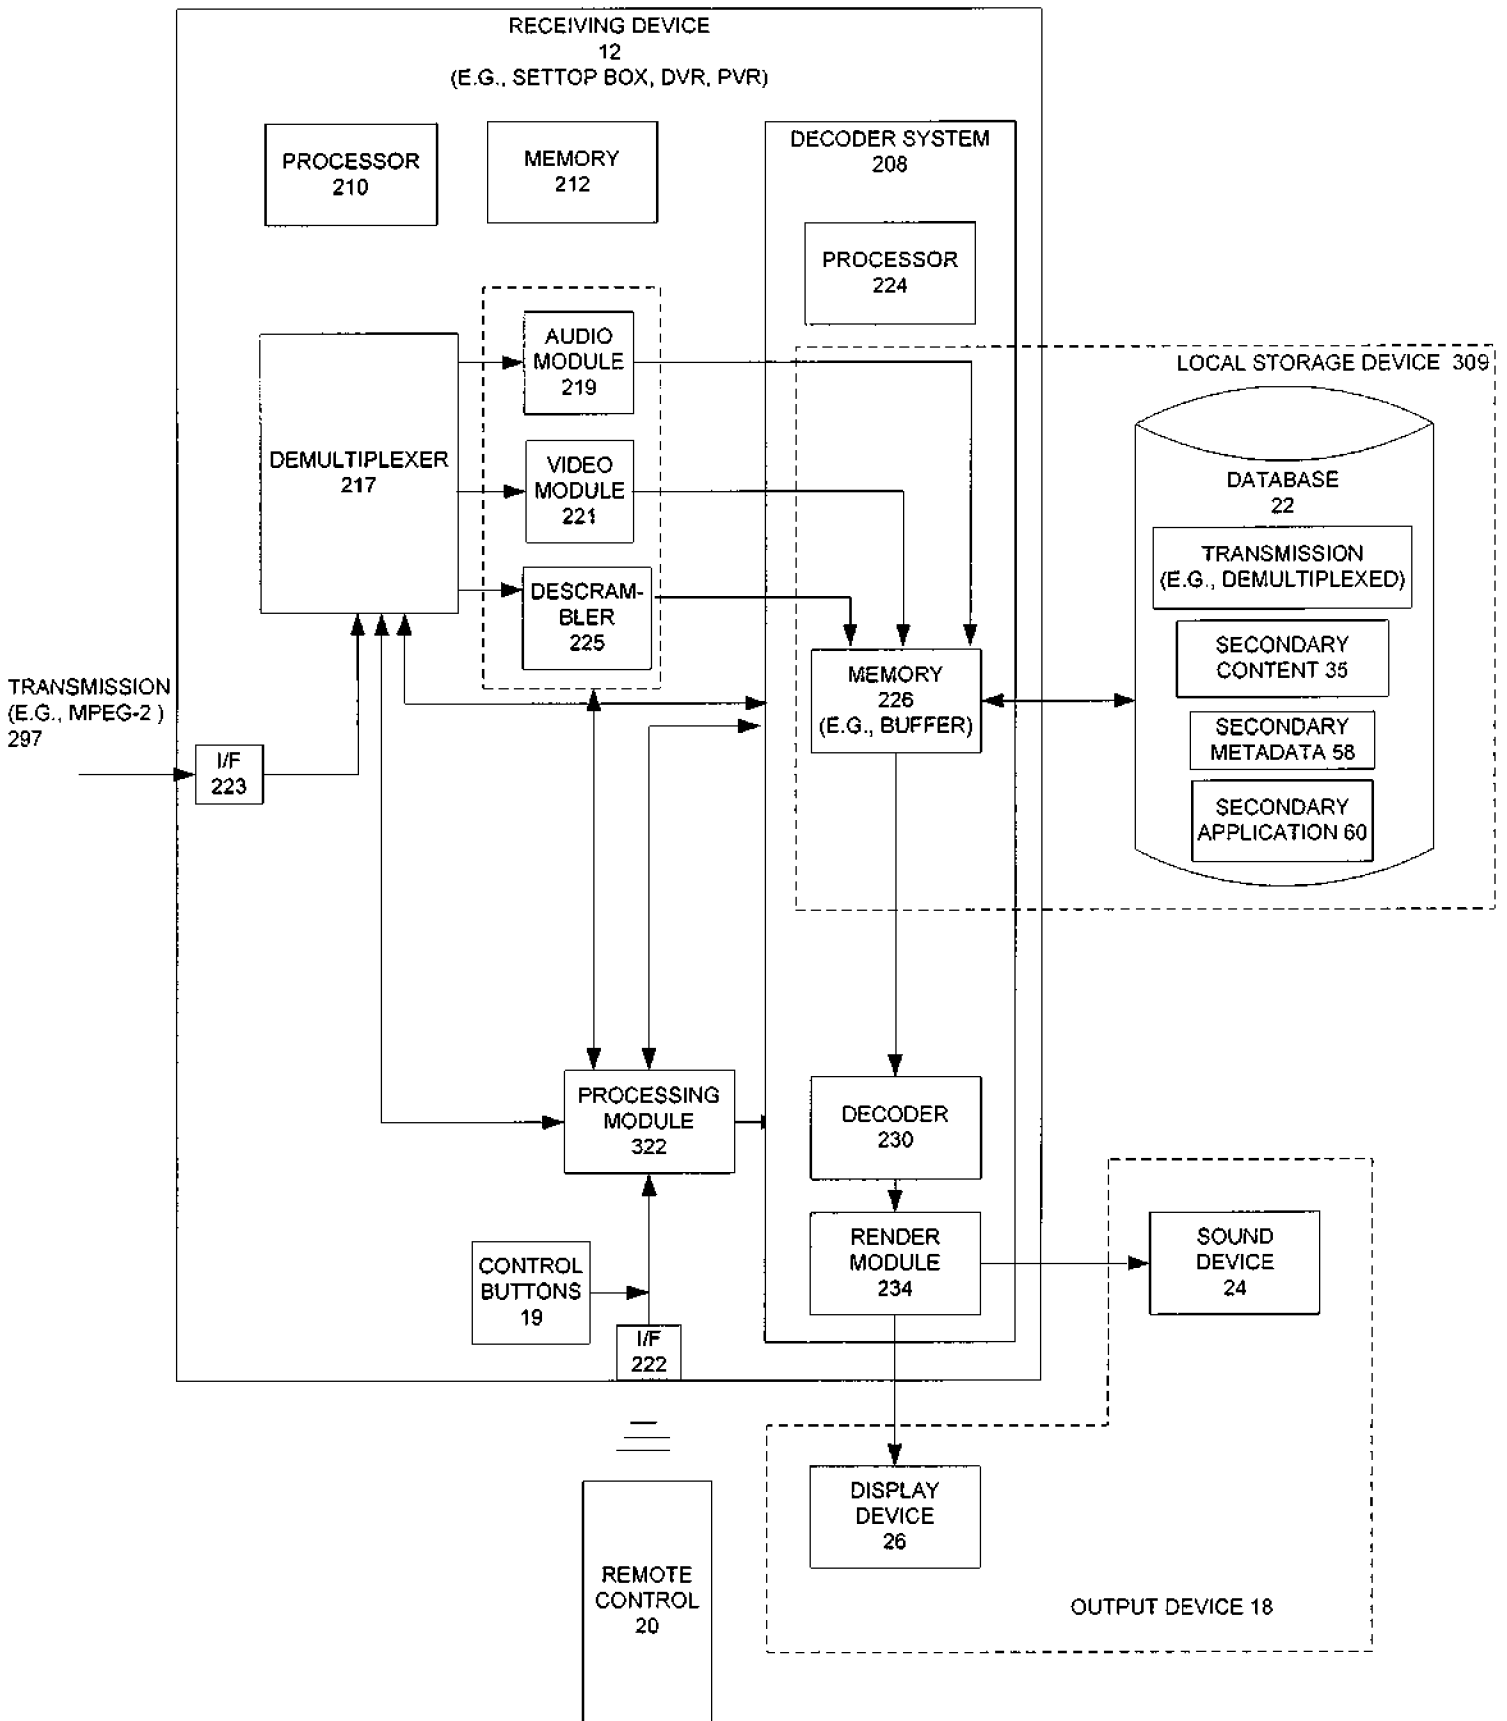 RECEIVING DEVICE
12
(E.G., SETTOP BOX, DVR, PVR)
PROCESSOR
210
MEMORY
212
DECODER SYSTEM
208
PROCESSOR
224
AUDIO
MODULE
219
LOCAL STORAGE DEVICE 309
DEMULTIPLEXER
217
VIDEO
MODULE
221
DATABASE
22
TRANSMISSION
(E.G., DEMULTIPLEXED)
DESCRAM-
BLER
225
SECONDARY
CONTENT 35
MEMORY
226
(E.G., BUFFER)
TRANSMISSION
(E.G., MPEG-2 )
297
SECONDARY
METADATA 58
I/F
223
SECONDARY
APPLICATION 60
PROCESSING
MODULE
322
DECODER
230
CONTROL
BUTTONS
19
RENDER
MODULE
234
SOUND
DEVICE
24
I/F
222
DISPLAY
DEVICE
26
REMOTE
CONTROL
20
OUTPUT DEVICE 18